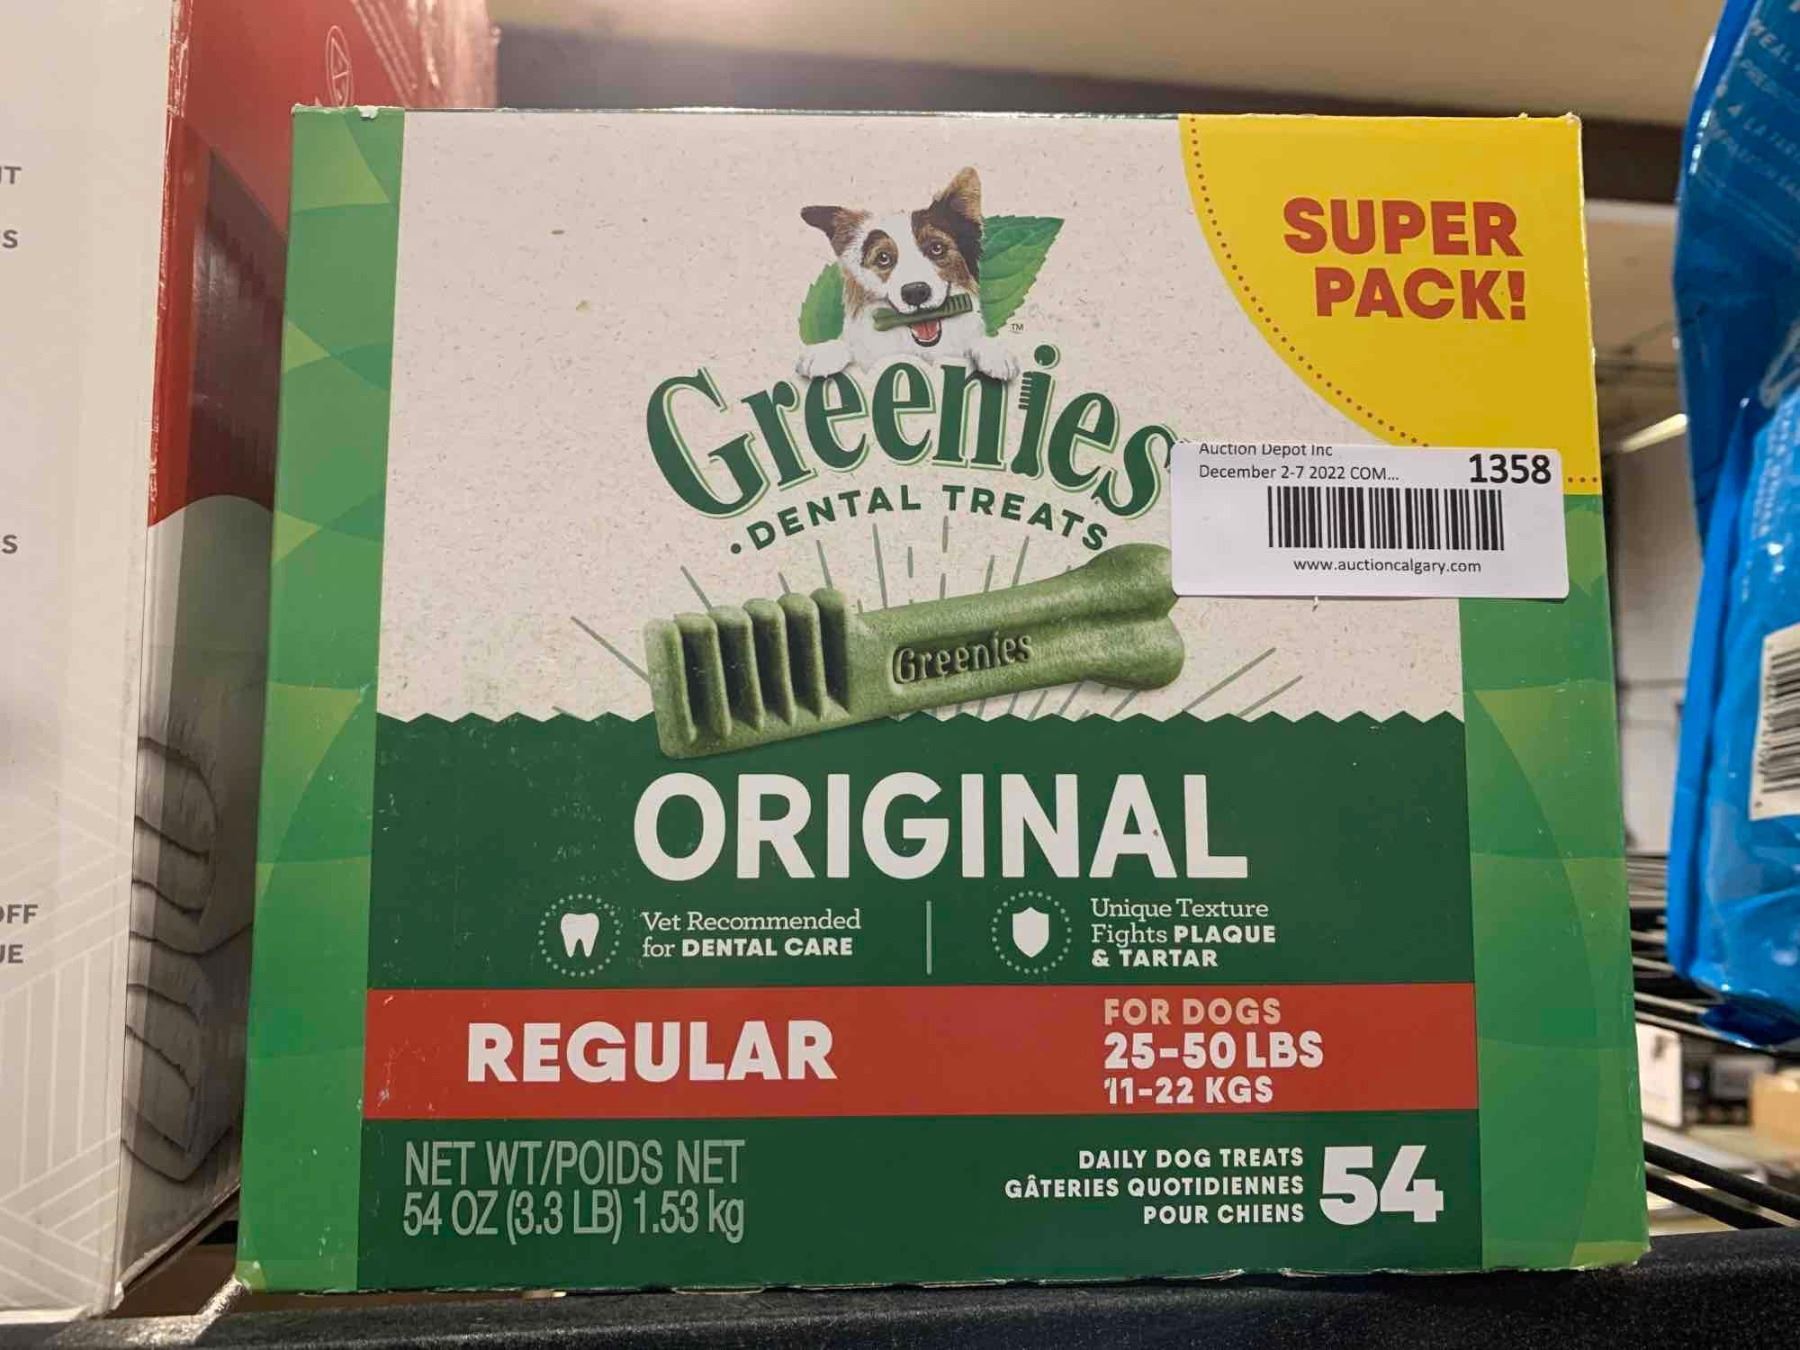 SUPER
PACK!
TM
Greenies
DENTAL TREATS
Auction Depot Inc
December 2-7 2022 COM... 1358
www.auctioncalgary.com
Greenies
ORIGINAL
Vet Recommended
for DENTAL CARE
Unique Texture
Fights PLAQUE
& TARTAR
REGULAR
FOR DOGS
25-50 LBS
11-22 KGS
NET WT/POIDS NET
54 OZ (3.3 LB) 1.53 kg
DAILY DOG TREATS
GÂTERIES QUOTIDIENNES
POUR CHIENS
54